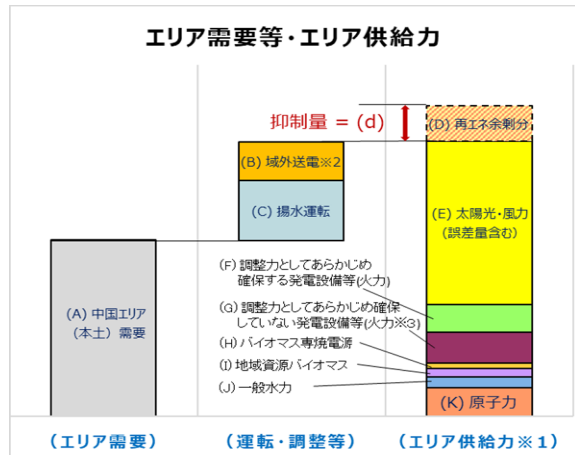 エリア需要等・エリア供給力
抑制量 = (d)
(D) 再エネ余剰分
(B) 域外送電※2
(C) 揚水運転
(E) 太陽光・風力
(誤差量含む)
(F) 調整力としてあらかじめ
確保する発電設備等(火力)
(G) 調整力としてあらかじめ確保
していない発電設備等(火力※3)
(H) バイオマス専焼電源
(I) 地域資源バイオマス
(J) 一般水力
(A) 中国エリア
(本土) 需要
(K) 原子力
(エリア需要)
(運転・調整等)
(エリア供給力※1)